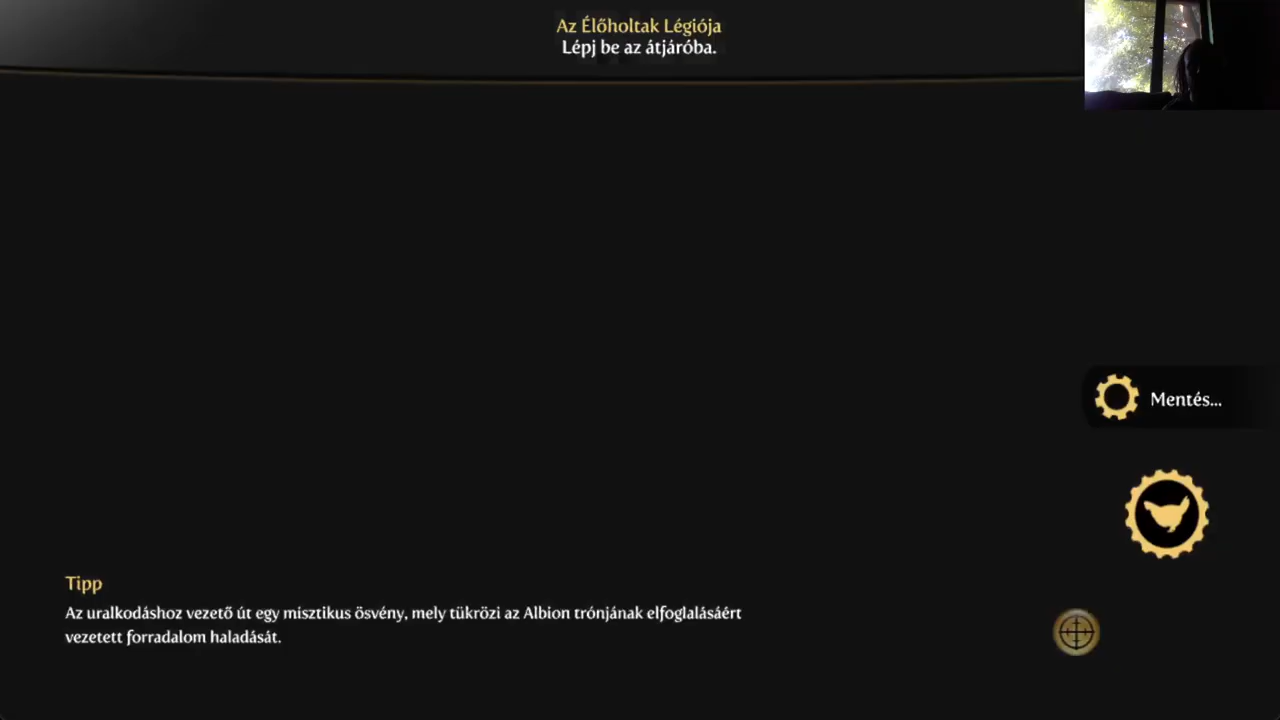 Az Élőholtak Légiója
Lépj be az átjáróba.
Mentés...
Tipp
Az uralkodáshoz vezető út egy misztikus ösvény, mely tükrözi az Albion trónjának elfoglalásáért
vezetett forradalom haladását.